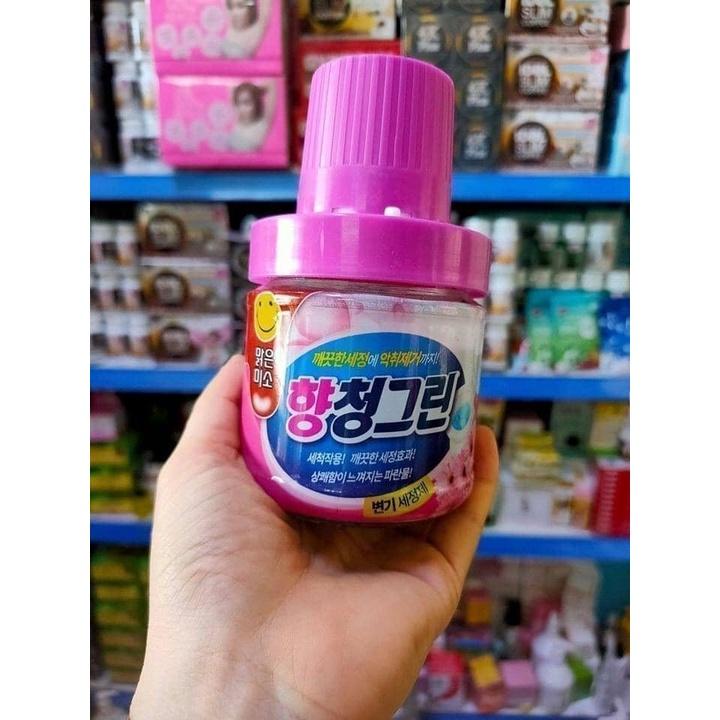 맑은
미소
깨끗한세정에 악취제거까지!
향청그린
세척작용! 깨끗한 세정효과!
상쾌함이 느껴지는 파란물!
변기 세정제